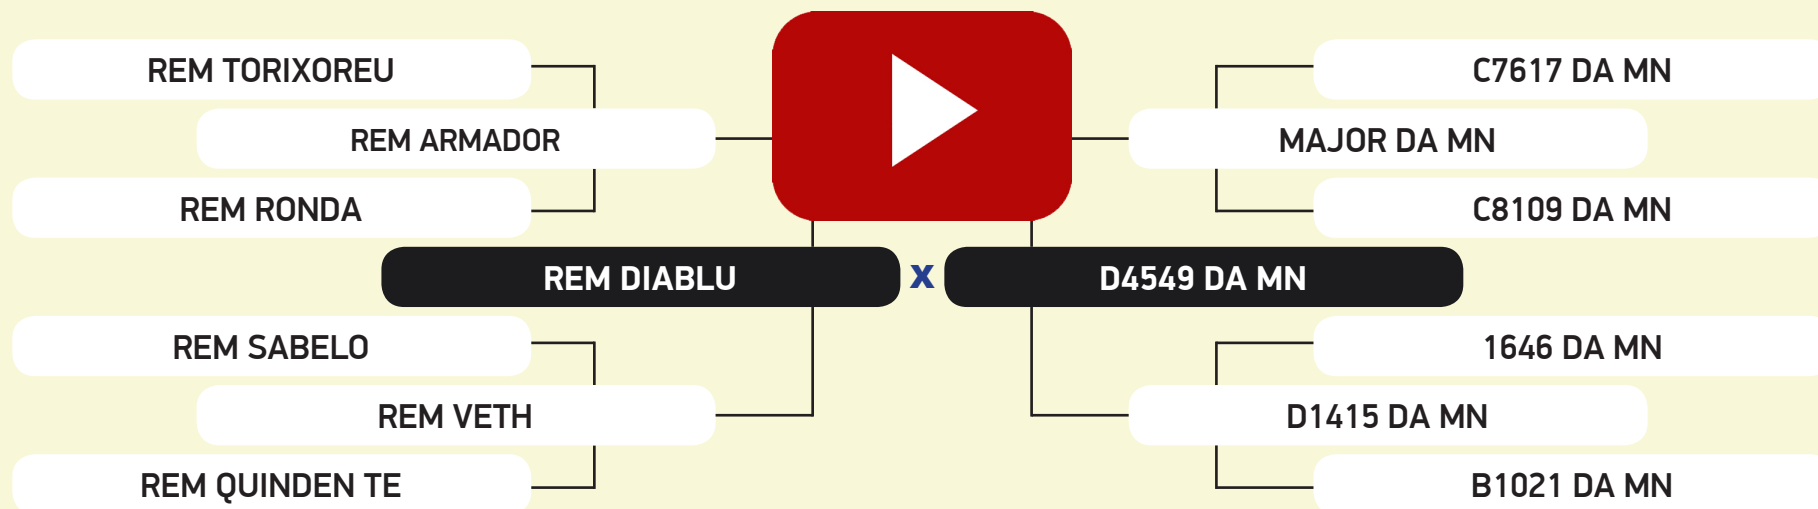 REM TORIXOREU
C7617 DA MN
REM ARMADOR
MAJOR DA MN
REM RONDA
C8109 DA MN
REM DIABLU X D4549 DA MN
REM SABELO
1646 DA MN
REM VETH
D1415 DA MN
REM QUINDEN TE
B1021 DA MN